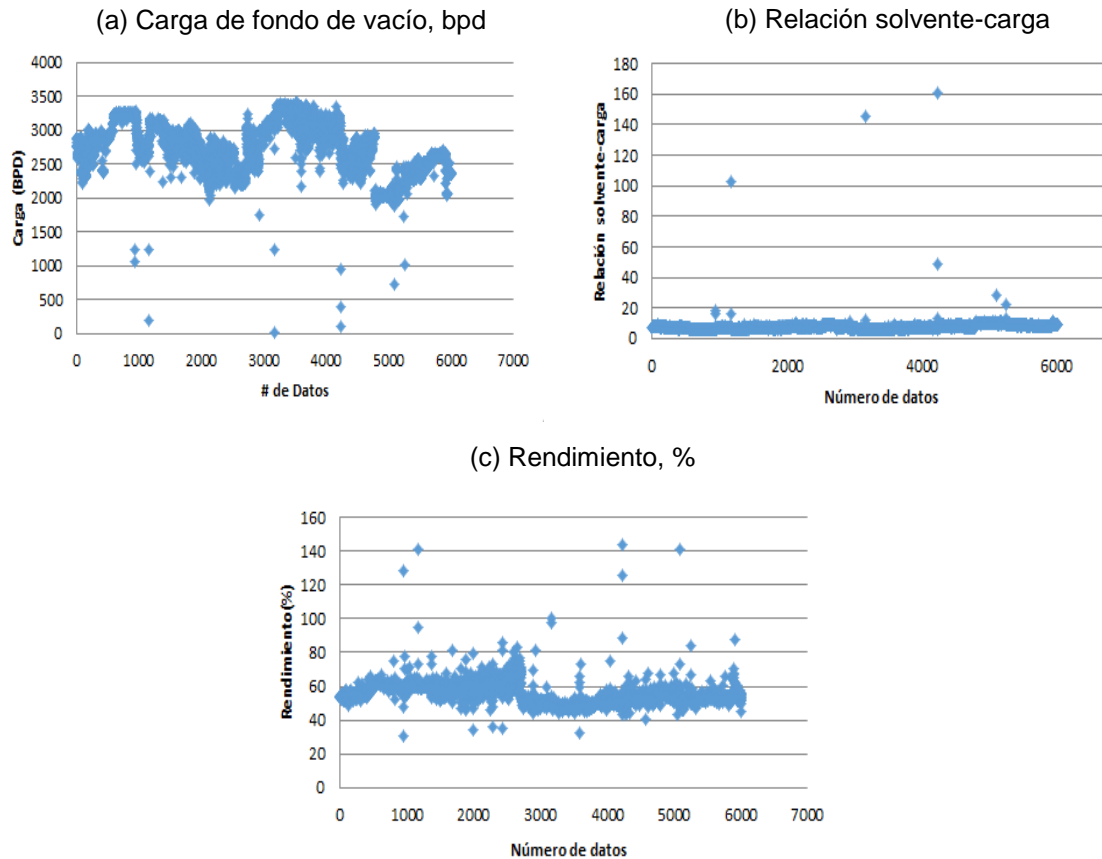 (a) Carga de fondo de vacío, bpd
(b) Relación solvente-carga
4000
3500
3000
2500
2000
1500
1000
500
0
Carga (BPD)
0 1000 2000 3000 4000 5000 6000 7000
# de Datos
180
160
140
120
100
80
60
40
20
0
Relación solvente-carga
0 2000 4000 6000
Número de datos
(c) Rendimiento, %
160
140
120
100
80
60
40
20
0
Rendimiento(%)
0 1000 2000 3000 4000 5000 6000 7000
Número de datos